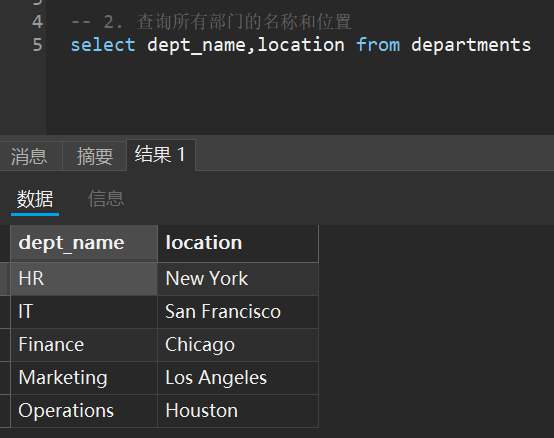 4 -- 2. 查询所有部门的名称和位置
5 select dept_name,location from departments
消息 摘要 结果 1
数据 信息
dept_name location
HR New York
IT San Francisco
Finance Chicago
Marketing Los Angeles
Operations Houston